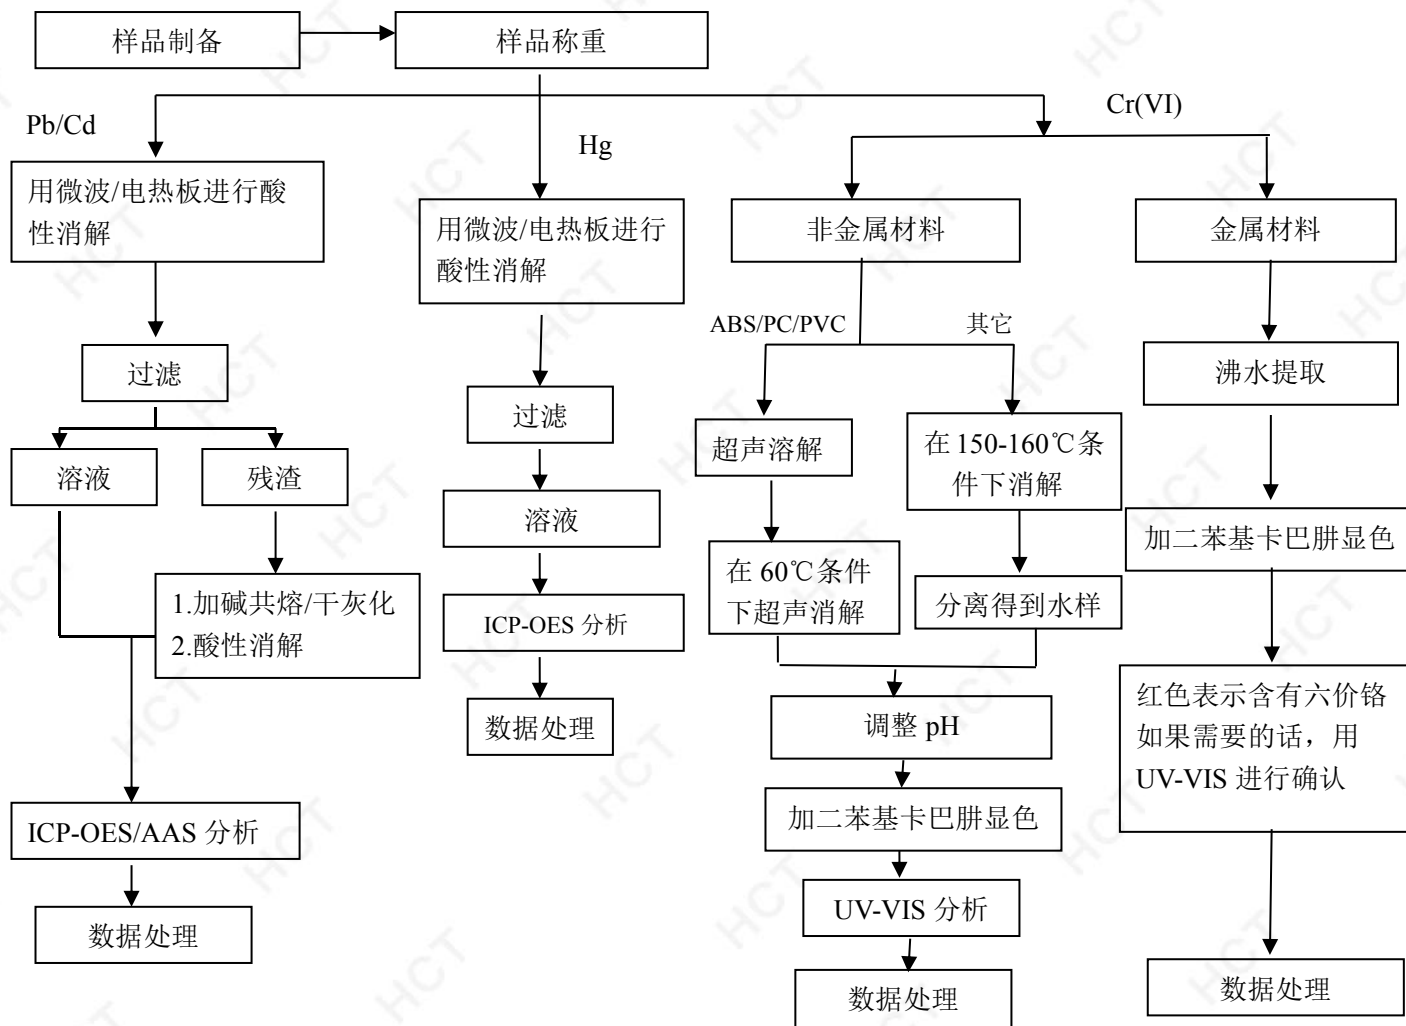 样品制备
样品称重
Pb/Cd
Hg
Cr(VI)
用微波/电热板进行酸
性消解
过滤
溶液
残渣
1.加碱共熔/干灰化
2.酸性消解
ICP-OES/AAS 分析
数据处理
用微波/电热板进行
酸性消解
过滤
溶液
ICP-OES 分析
数据处理
非金属材料
ABS/PC/PVC
其它
超声溶解
在 60℃条件
下超声消解
在 150-160℃条
件下消解
分离得到水样
调整 pH
加二苯基卡巴肼显色
UV-VIS 分析
数据处理
金属材料
沸水提取
加二苯基卡巴肼显色
红色表示含有六价铬
如果需要的话，用
UV-VIS 进行确认
数据处理
HCT